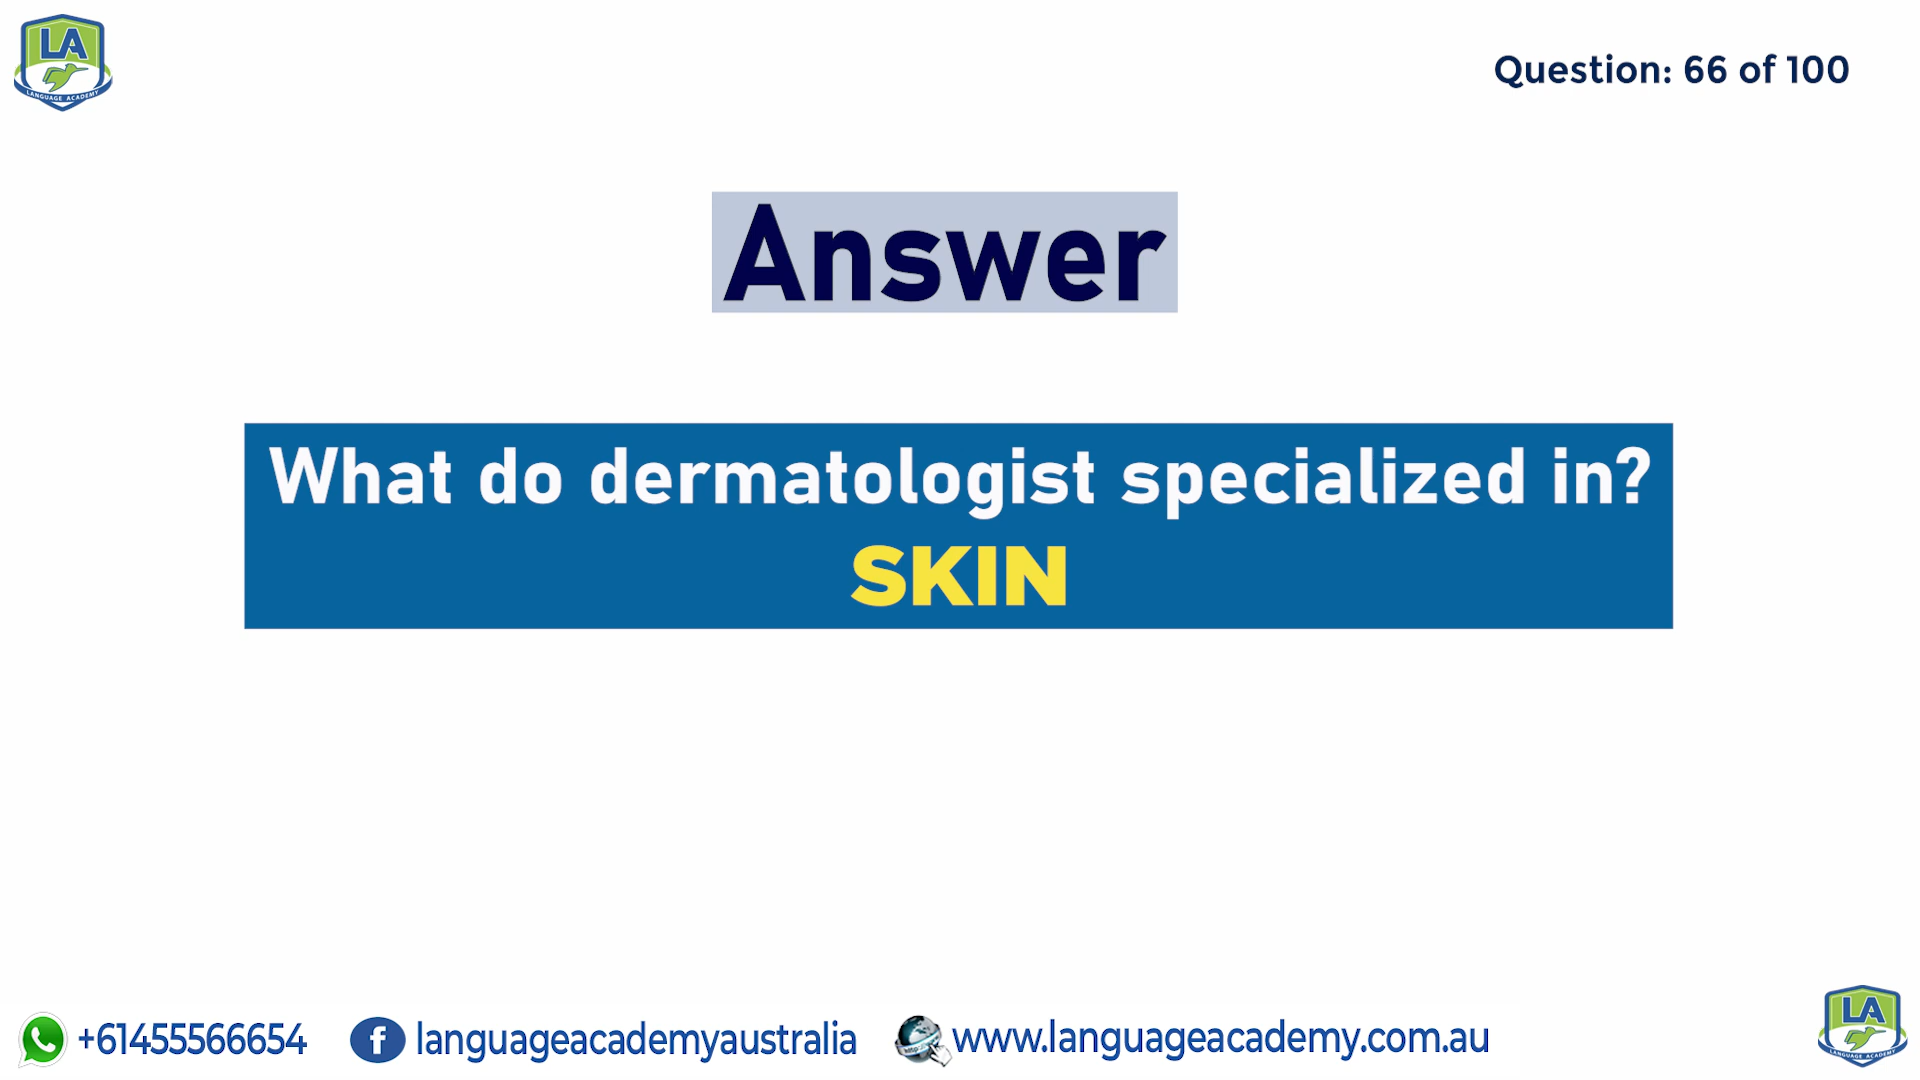 LA
LANGUAGE ACADEMY
Question: 66 of 100
Answer
What do dermatologist specialized in?
SKIN
+61455566654
f languageacademyaustralia
www.languageacademy.com.au
LA
LANGUAGE ACADEMY